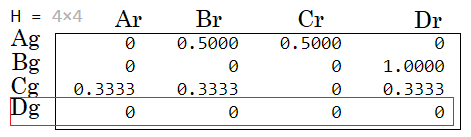 H = 4×4 Ar Br Cr Dr
Ag 0 0.5000 0.5000 0
Bg 0 0 0 1.0000
Cg 0.3333 0.3333 0 0.3333
Dg 0 0 0 0